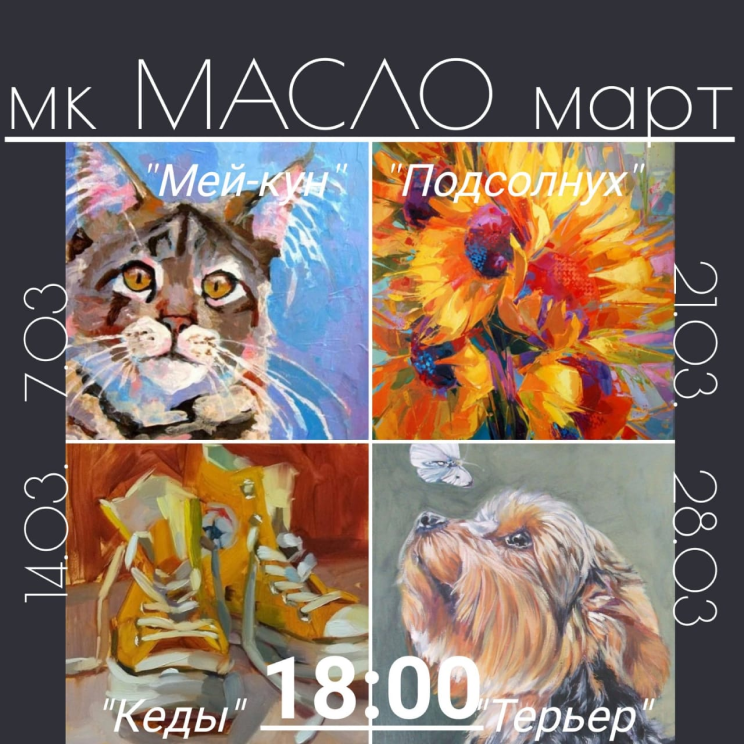 мк МАСЛО март
"Мей-кун"
"Подсолнух"
7.03
21.03.
14.03.
28.03
18:00
"Кеды"
"Терьер"